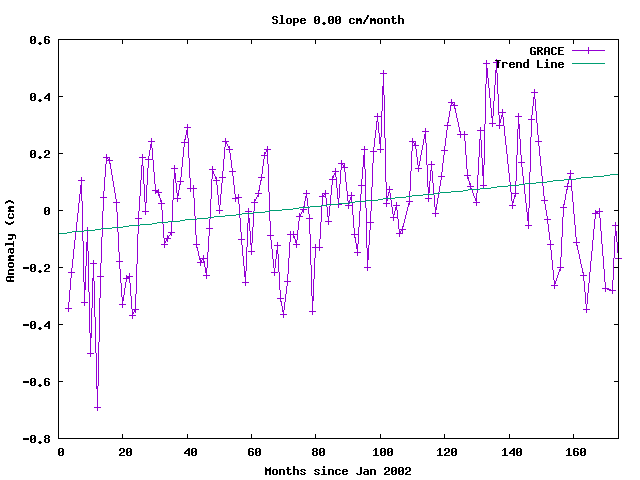 Slope 0.00 cm/month
GRACE
Trend Line
0.6
0.4
0.2
0
-0.2
-0.4
-0.6
-0.8
Anomaly (cm)
0 20 40 60 80 100 120 140 160
Months since Jan 2002